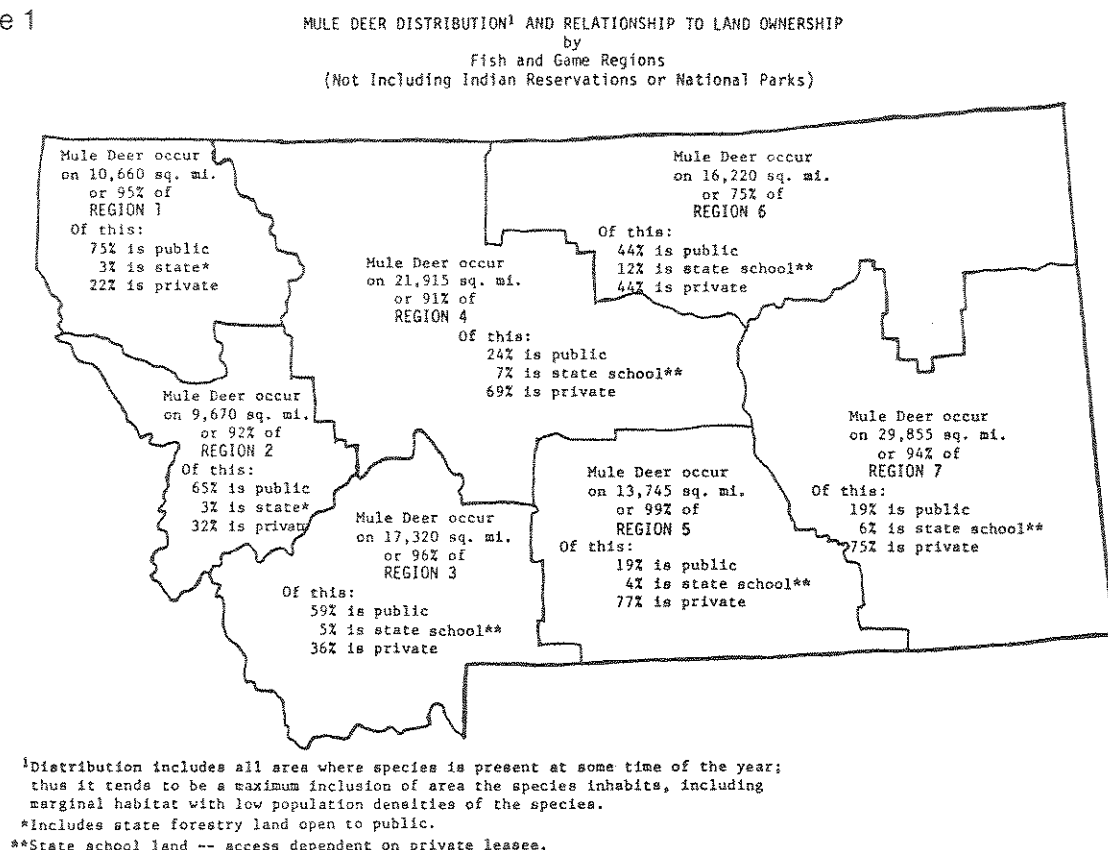 e 1
MULE DEER DISTRIBUTION¹ AND RELATIONSHIP TO LAND OWNERSHIP
by
Fish and Game Regions
(Not Including Indian Reservations or National Parks)
Mule Deer occur
on 10,660 sq. mi.
or 95% of
REGION 1
Of this:
75% is public
3% is state*
22% is private
Mule Deer occur
on 16,220 sq. mi.
or 75% of
REGION 6
Of this:
44% is public
12% is state school**
44% is private
Mule Deer occur
on 21,915 sq. mi.
or 91% of
REGION 4
Of this:
24% is public
7% is state school**
69% is private
Mule Deer occur
on 9,670 sq. mi.
or 92% of
REGION 2
Of this:
65% is public
3% is state*
32% is privat
Mule Deer occur
on 29,855 sq. mi.
or 94% of
REGION 7
Of this:
19% is public
6% is state school**
75% is private
Mule Deer occur
on 13,745 sq. mi.
or 99% of
REGION 5
Of this:
19% is public
4% is state school**
77% is private
Mule Deer occur
on 17,320 sq. mi.
or 96% of
REGION 3
Of this:
59% is public
5% is state school**
36% is private
¹Distribution includes all area where species is present at some time of the year;
thus it tends to be a maximum inclusion of area the species inhabits, including
marginal habitat with low population densities of the species.
*Includes state forestry land open to public.
**State school land -- access dependent on private leasee.